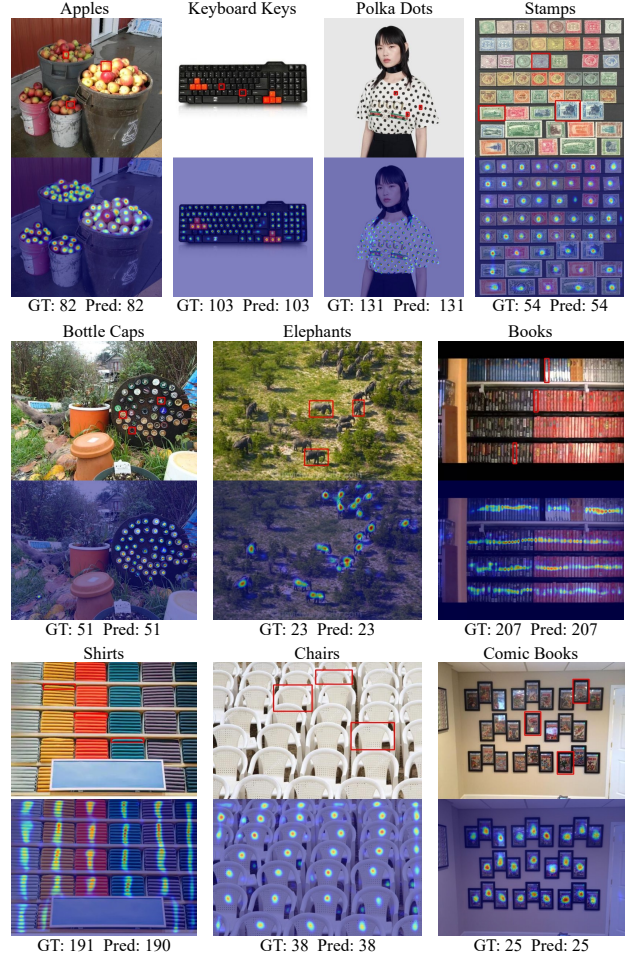 Apples
Keyboard Keys
Polka Dots
Stamps
GT: 82 Pred: 82
GT: 103 Pred: 103
GT: 131 Pred: 131
GT: 54 Pred: 54
Bottle Caps
Elephants
Books
GT: 51 Pred: 51
GT: 23 Pred: 23
GT: 207 Pred: 207
Shirts
Chairs
Comic Books
GT: 191 Pred: 190
GT: 38 Pred: 38
GT: 25 Pred: 25